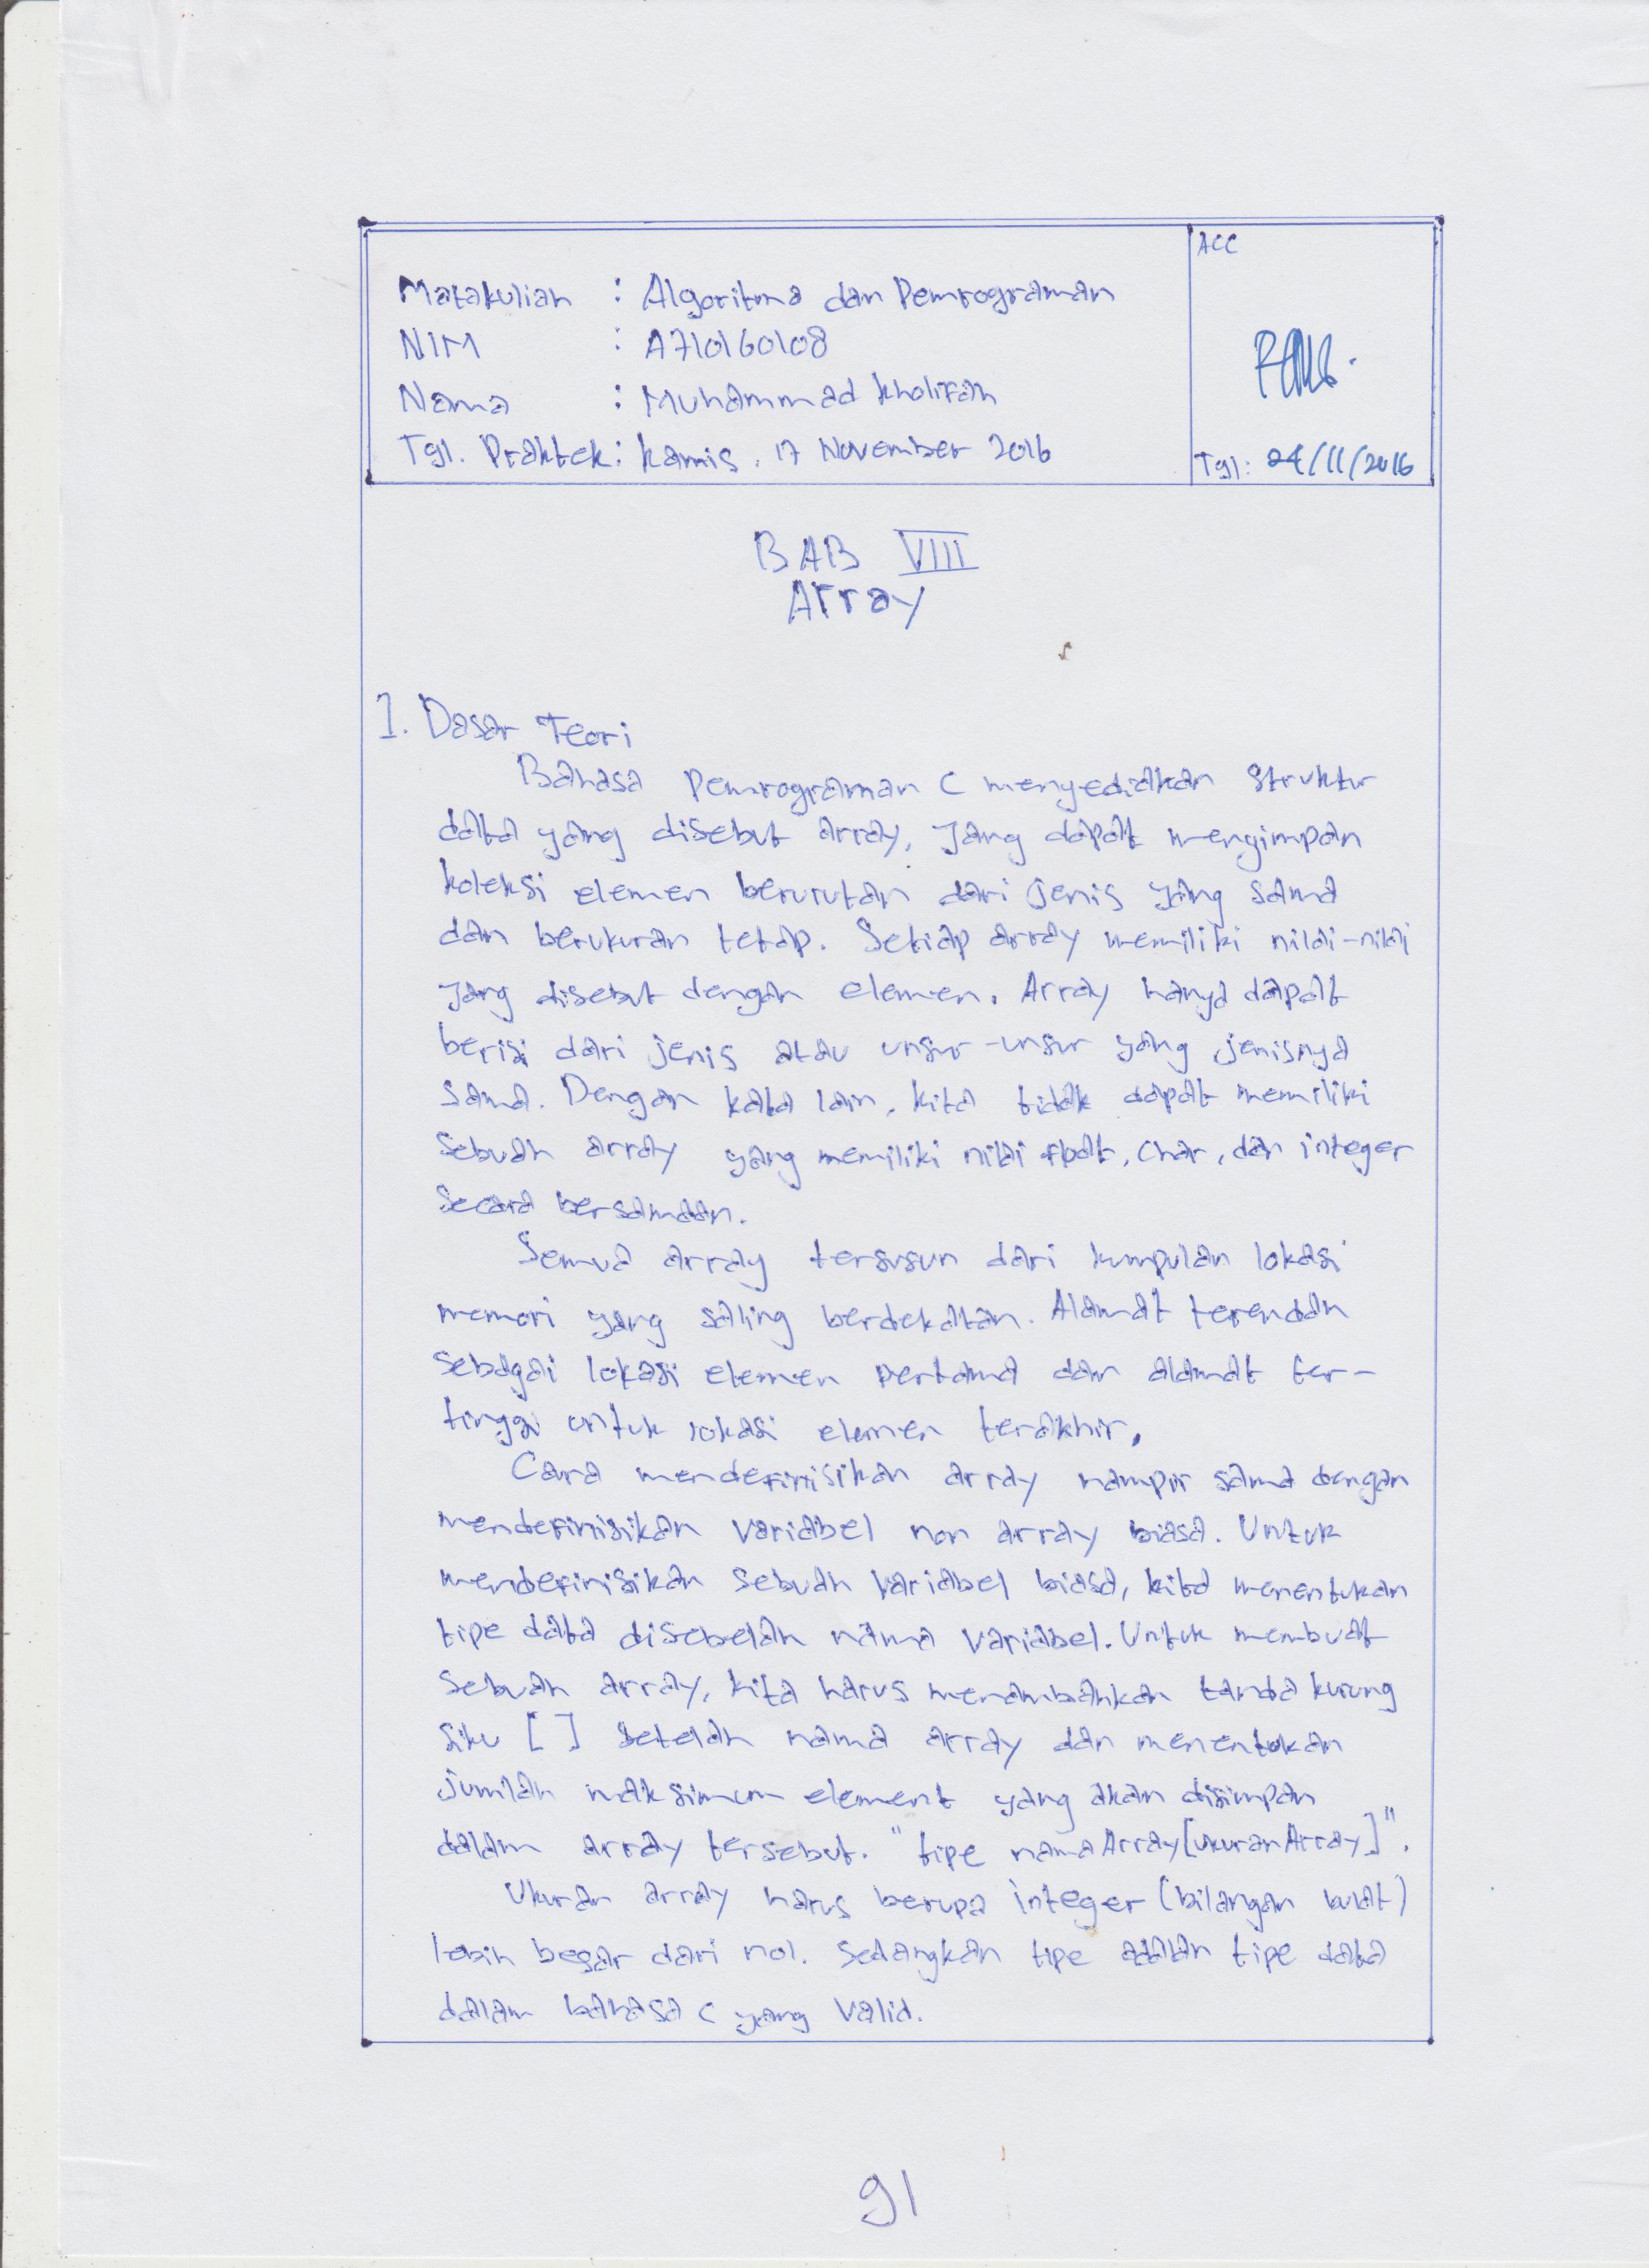 ACC
Matakuliah : Algoritma dan Pemrograman
NIM : A710160108
Nama : Muhammad Kholifah
Tgl. Praktek : Kamis, 17 November 2016
Tgl: 24/11/2016
BAB VIII
Array
1. Dasar Teori
Bahasa Pemrograman C menyediakan struktur
data yang disebut array, yang dapat menyimpan
koleksi elemen berurutan dari jenis yang sama
dan berukuran tetap. Setiap array memiliki nilai-nilai
yang disebut dengan elemen. Array hanya dapat
berisi dari jenis atau unsur-unsur yang jenisnya
sama. Dengan kata lain, kita tidak dapat memiliki
sebuah array yang memiliki nilai float, char, dan integer
secara bersamaan.
Semua array tersusun dari kumpulan lokasi
memori yang saling berdekatan. Alamat terendah
sebagai lokasi elemen pertama dan alamat ter-
tinggi untuk lokasi elemen terakhir.
Cara mendefinisikan array hampir sama dengan
mendefinisikan variabel non array biasa. Untuk
mendefinisikan sebuah variabel biasa, kita menentukan
tipe data disebelah nama variabel. Untuk membuat
sebuah array, kita harus menambahkan tanda kurung
siku [ ] setelah nama array dan menentukan
jumlah maksimum element yang akan disimpan
dalam array tersebut. "tipe namaArray[ukuranArray]".
Ukuran array harus berupa integer (bilangan bulat)
lebih besar dari nol. Sedangkan tipe adalah tipe data
dalam bahasa C yang valid.
91